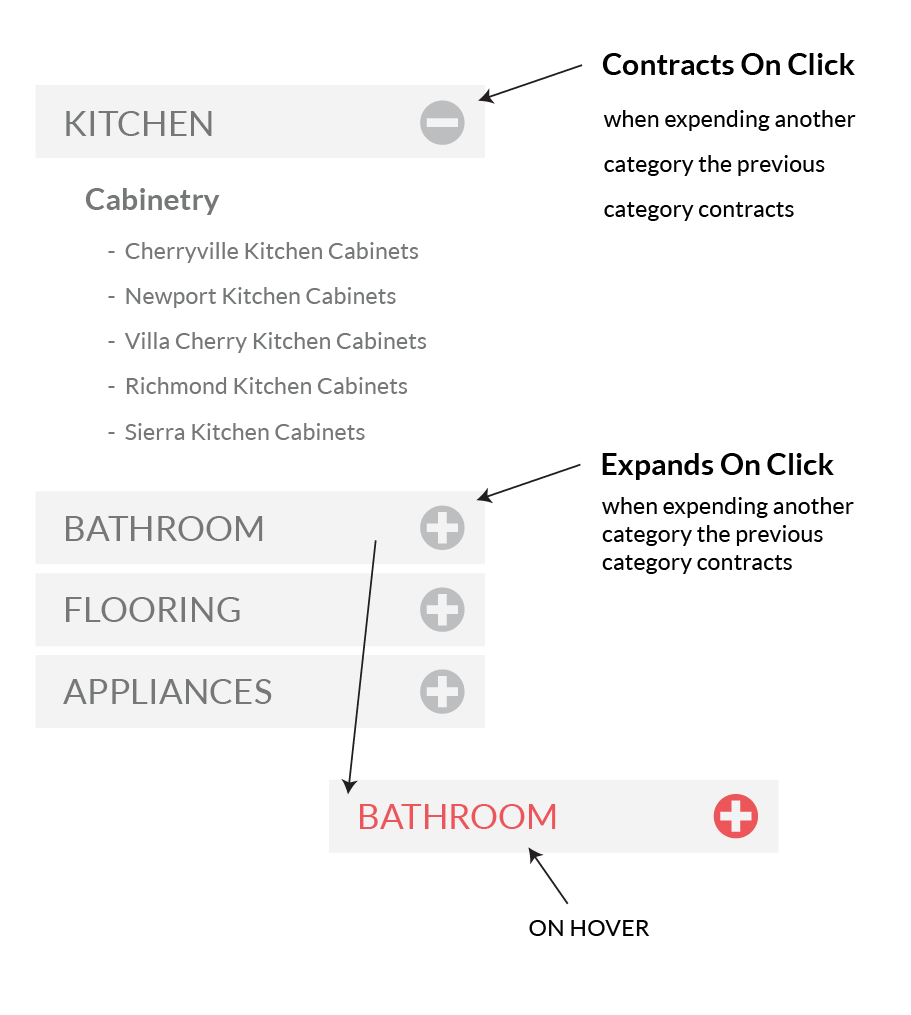 Contracts On Click
KITCHEN
when expending another
category the previous
category contracts
Cabinetry
- Cherryville Kitchen Cabinets
- Newport Kitchen Cabinets
- Villa Cherry Kitchen Cabinets
- Richmond Kitchen Cabinets
- Sierra Kitchen Cabinets
Expands On Click
when expending another
category the previous
category contracts
BATHROOM
FLOORING
APPLIANCES
BATHROOM
ON HOVER